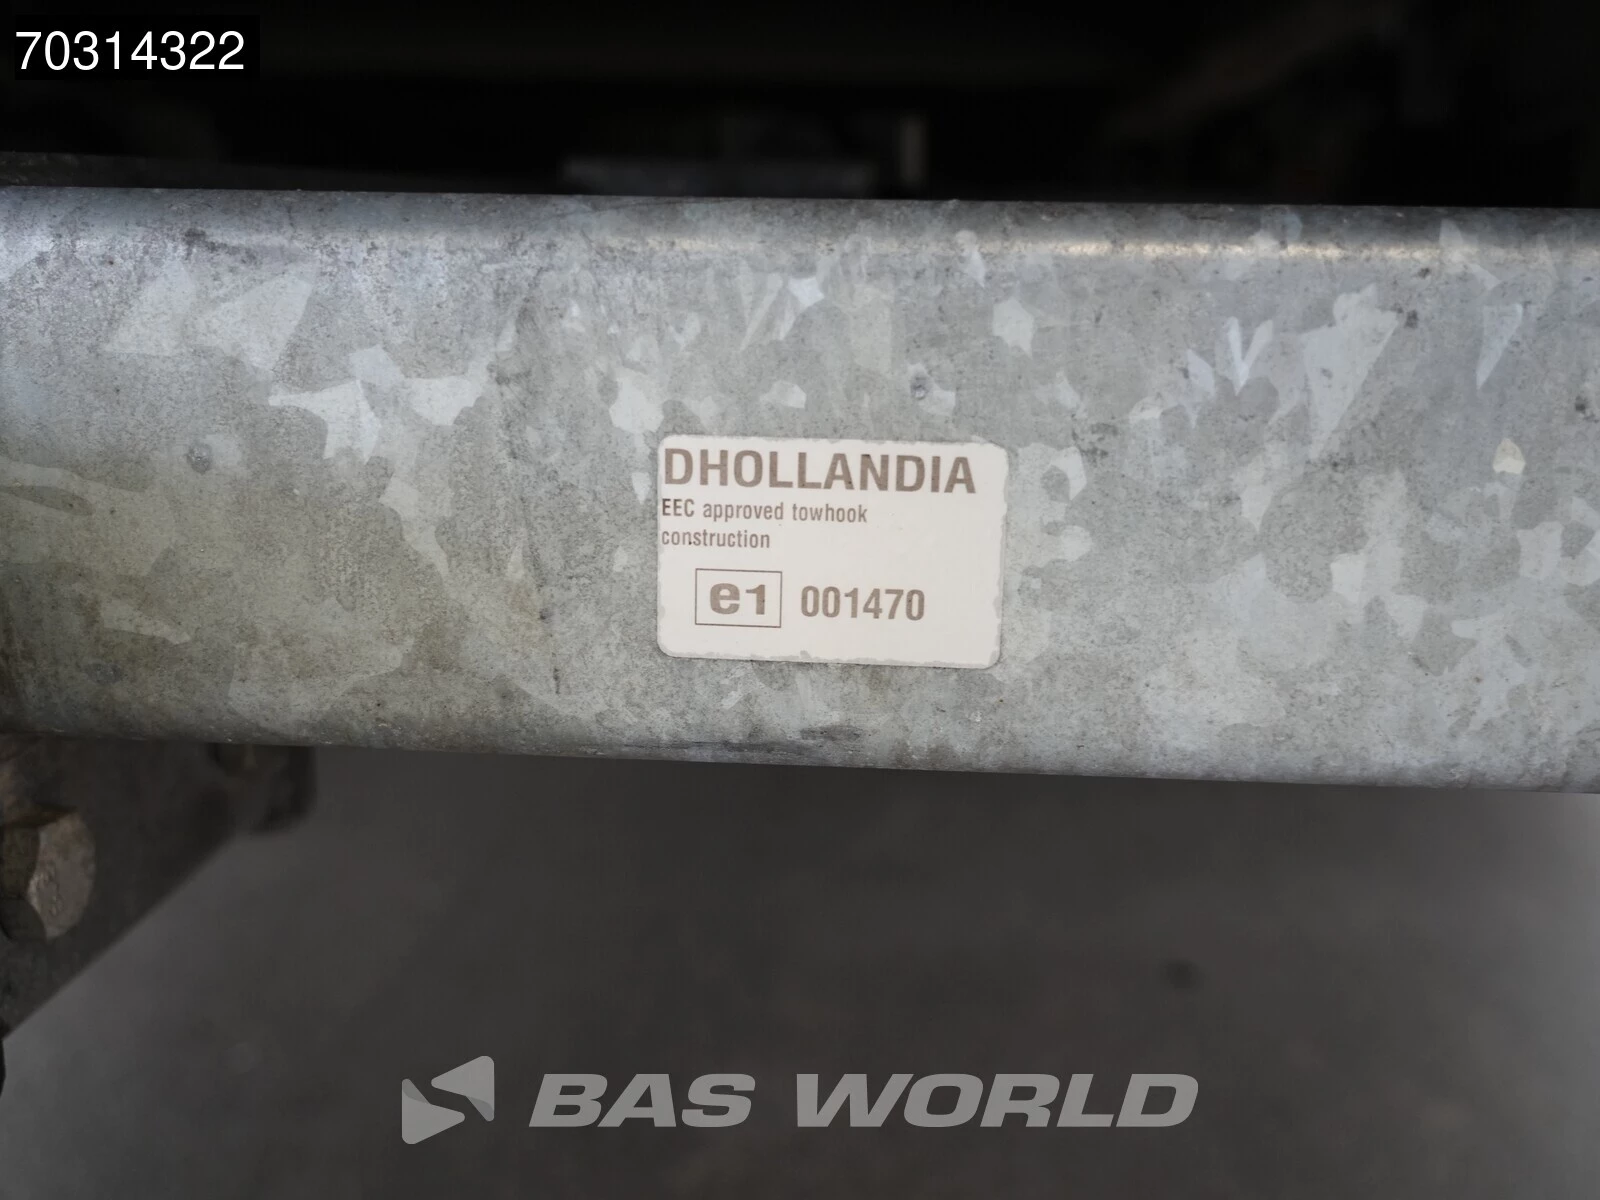 70314322
DHOLLANDIA
EEC approved towhook
construction
e1 001470
BAS WORLD